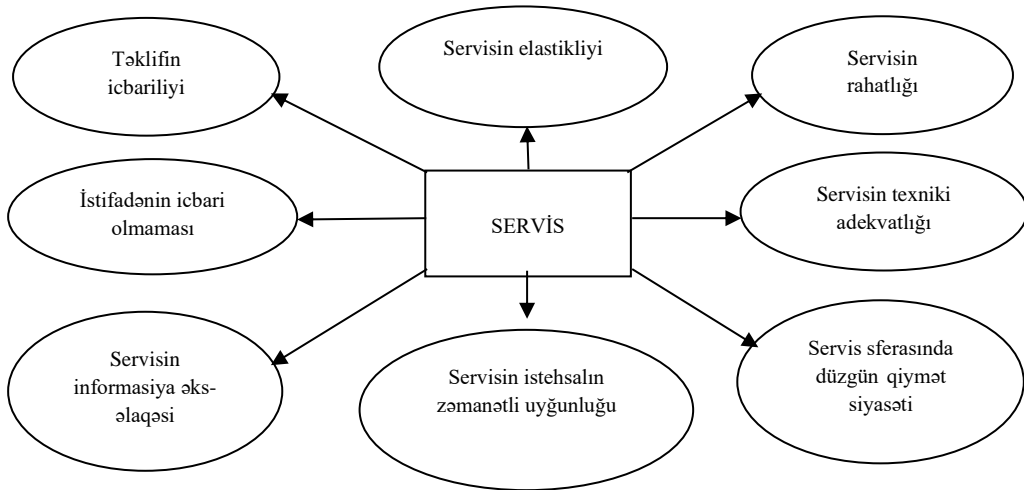 Təklifin
icbariliyi
Servisin elastikliyi
Servisin
rahatlığı
İstifadənin icbari
olmaması
SERVİS
Servisin texniki
adekvatlığı
Servisin
informasiya əks-
əlaqəsi
Servisin istehsalın
zəmanətli uyğunluğu
Servis sferasında
düzgün qiymət
siyasəti